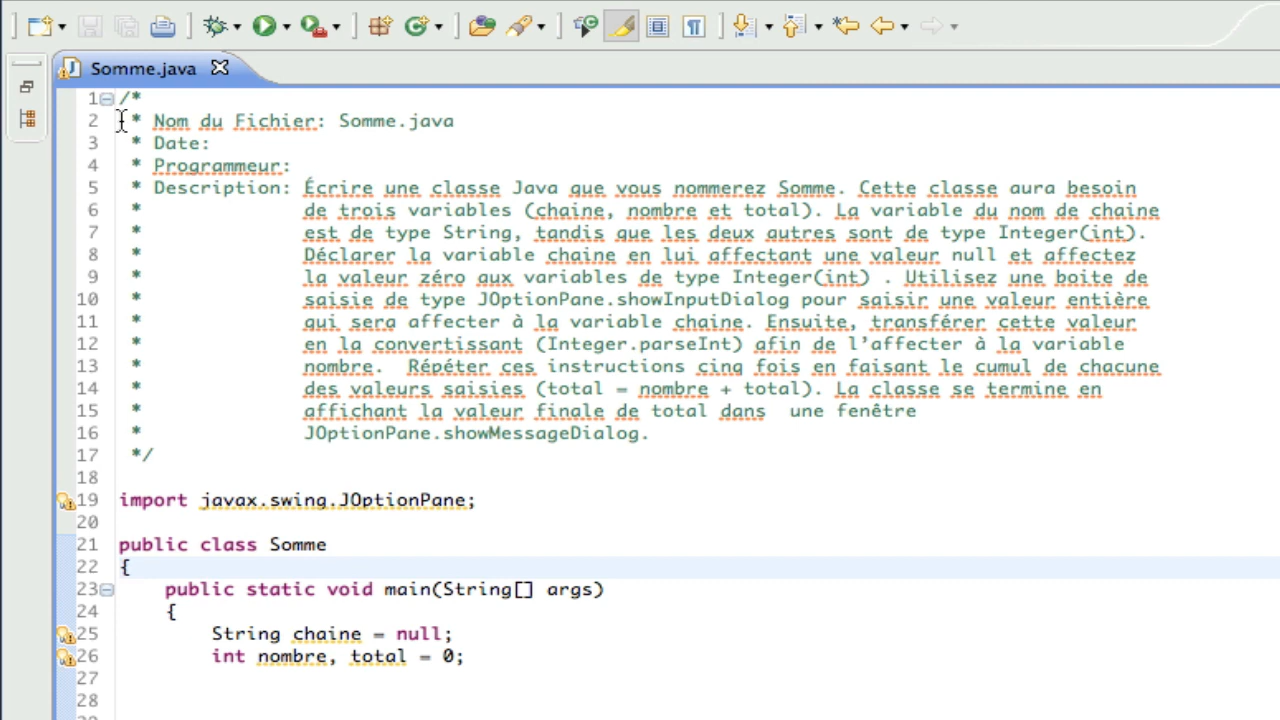 Somme.java
1 /*
2 * Nom du Fichier: Somme.java
3 * Date:
4 * Programmeur:
5 * Description: Écrire une classe Java que vous nommerez Somme. Cette classe aura besoin
6 * de trois variables (chaine, nombre et total). La variable du nom de chaine
7 * est de type String, tandis que les deux autres sont de type Integer(int).
8 * Déclarer la variable chaine en lui affectant une valeur null et affectez
9 * la valeur zéro aux variables de type Integer(int) . Utilisez une boite de
10 * saisie de type JOptionPane.showInputDialog pour saisir une valeur entière
11 * qui sera affecter à la variable chaine. Ensuite, transférer cette valeur
12 * en la convertissant (Integer.parseInt) afin de l’affecter à la variable
13 * nombre.  Répéter ces instructions cinq fois en faisant le cumul de chacune
14 * des valeurs saisies (total = nombre + total). La classe se termine en
15 * affichant la valeur finale de total dans  une fenêtre
16 * JOptionPane.showMessageDialog.
17 */
18
19 import javax.swing.JOptionPane;
20
21 public class Somme
22 {
23 public static void main(String[] args)
24 {
25 String chaine = null;
26 int nombre, total = 0;
27
28